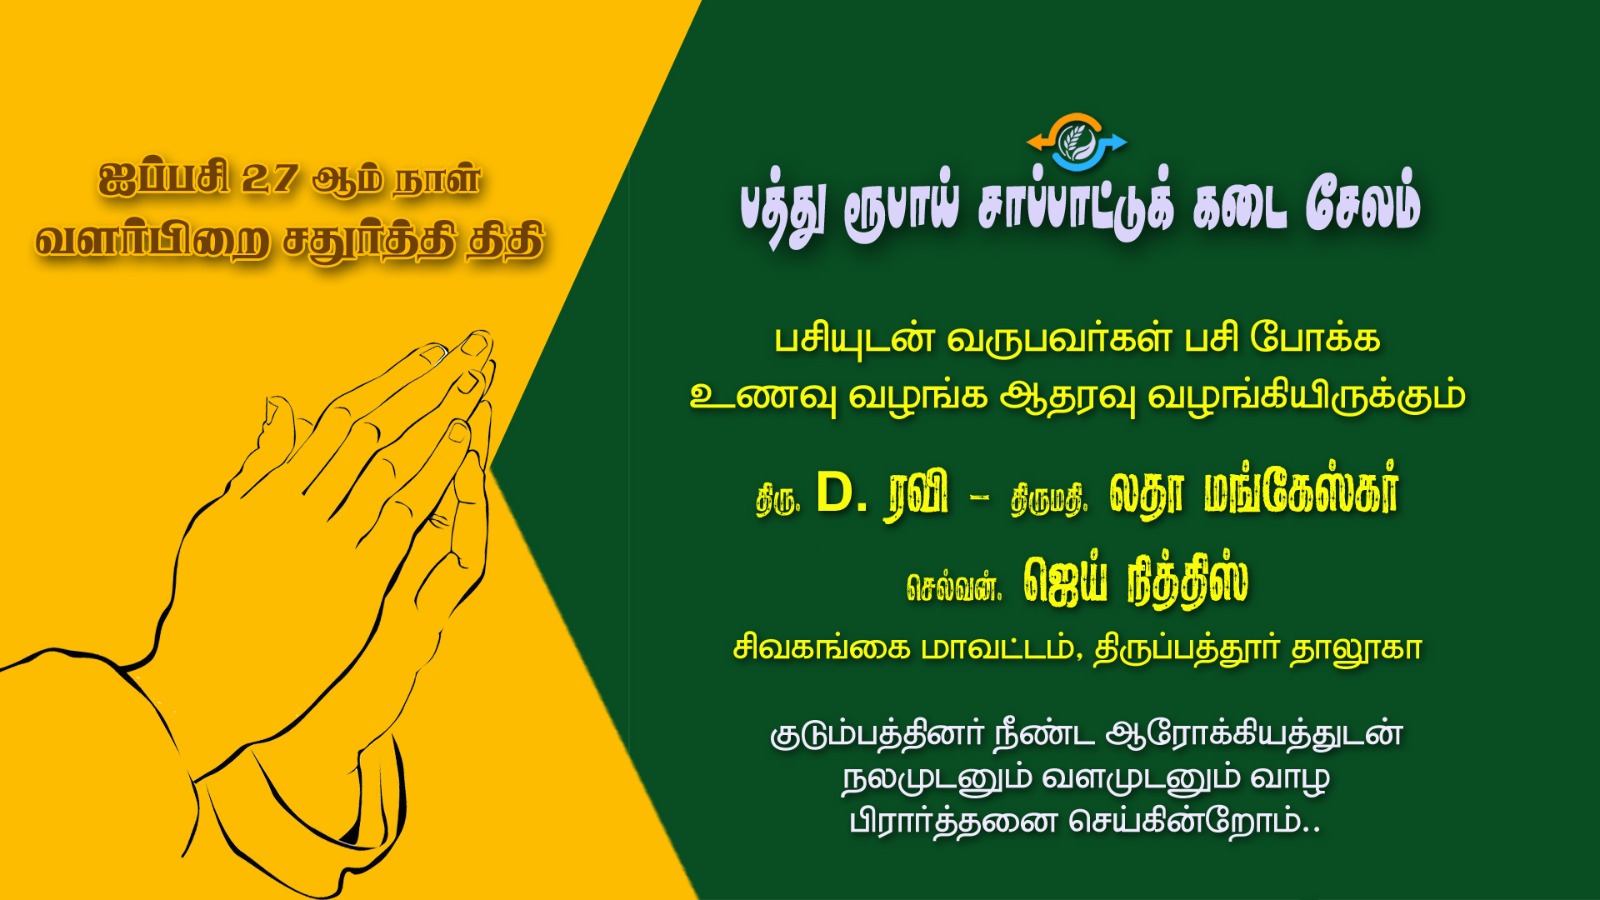 ஐப்பசி 27 ஆம் நாள்
வளர்பிறை சதுர்த்தி திதி
பத்து ரூபாய் சாப்பாட்டுக் கடை சேலம்
பசியுடன் வருபவர்கள் பசி போக்க
உணவு வழங்க ஆதரவு வழங்கியிருக்கும்
திரு. D. ரவி - திருமதி. லதா மங்கேஸ்கர்
செல்வன். ஜெய் நித்திஸ்
சிவகங்கை மாவட்டம், திருப்பத்தூர் தாலூகா
குடும்பத்தினர் நீண்ட ஆரோக்கியத்துடன்
நலமுடனும் வளமுடனும் வாழ
பிரார்த்தனை செய்கின்றோம்..